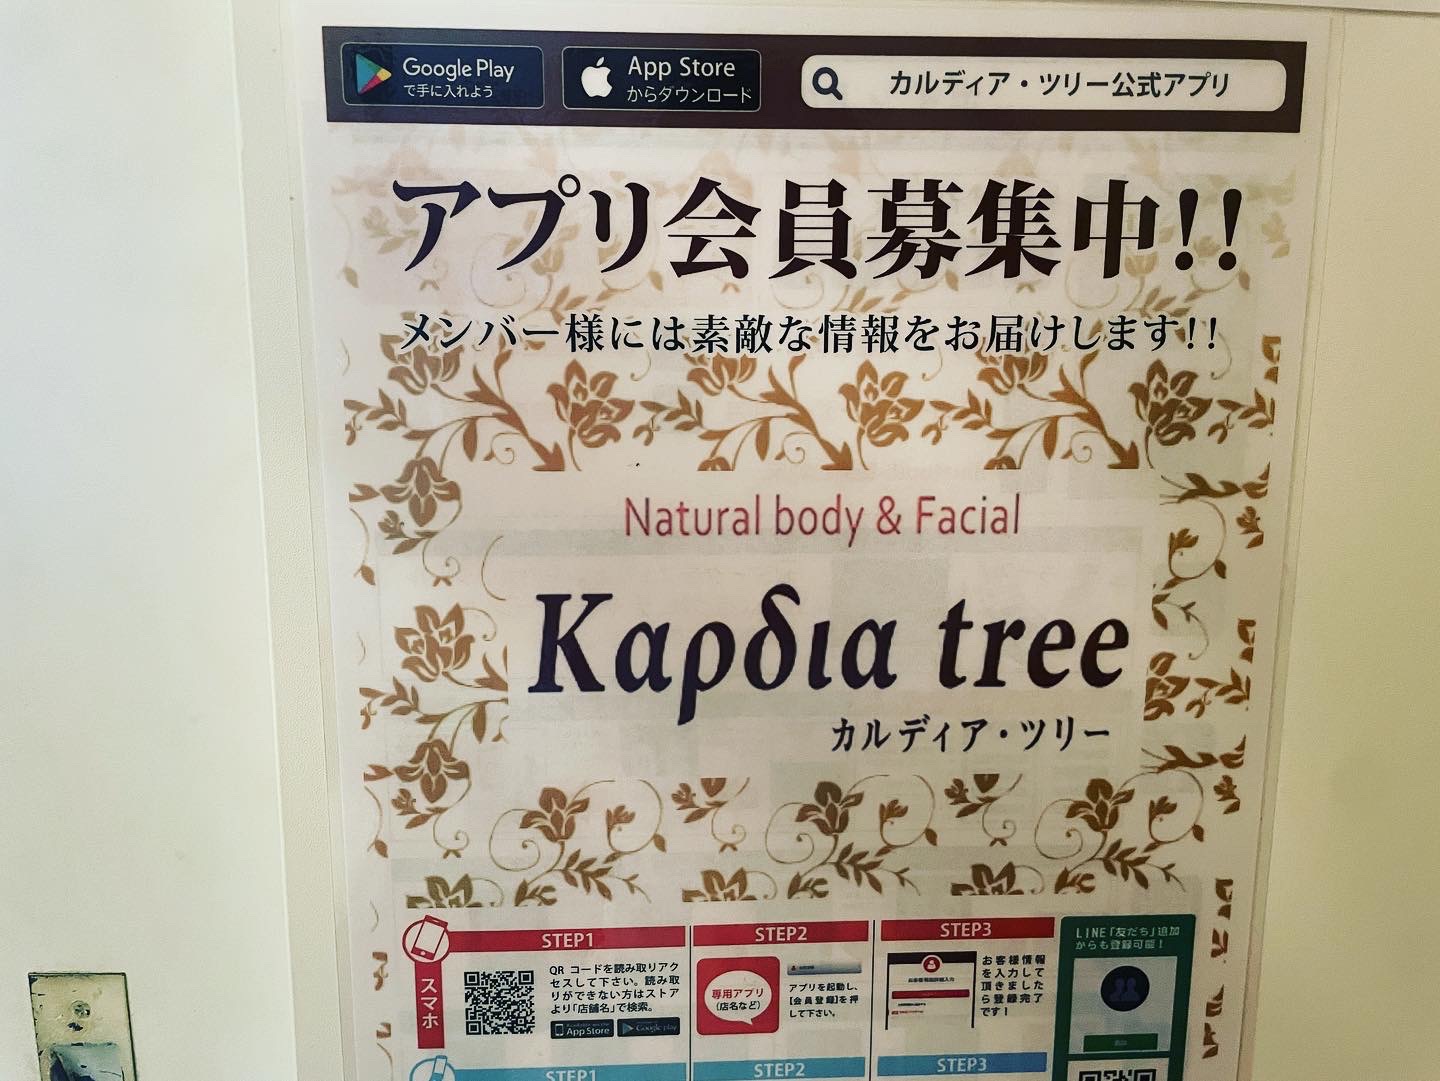 Google Play
で手に入れよう
App Store
からダウンロード
カルディア・ツリー公式アプリ
アプリ会員募集中!!
メンバー様には素敵な情報をお届けします!!
Natural body & Facial
Καρδια tree
カルディア・ツリー
スマホ
STEP1
QR コードを読み取りアク
セスして下さい。読み取
りができない方はストア
より「店舗名」で検索。
App Store
Google play
STEP2
専用アプリ
(店名など)
アプリを起動し、
【会員登録】を押
して下さい。
STEP3
お客様情報
を入力して
頂きました
ら登録完了
です!
LINE「友だち」追加
からも登録可能!
STEP1
STEP2
STEP3